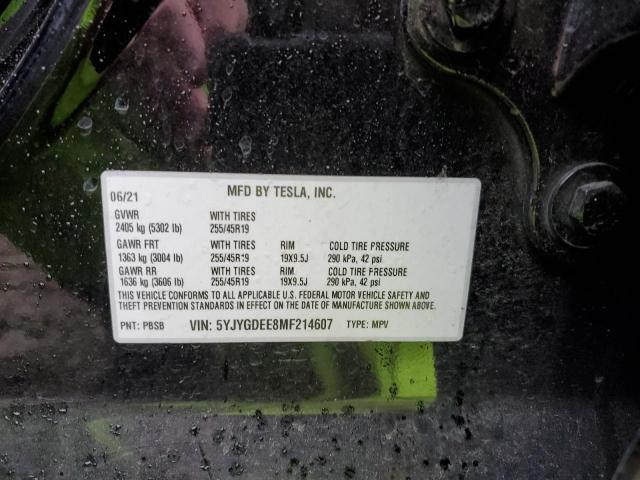 06/21 MFD BY TESLA, INC.
GVWR WITH TIRES
2405 kg (5302 lb) 255/45R19
GAWR FRT WITH TIRES RIM COLD TIRE PRESSURE
1363 kg (3004 lb) 255/45R19 19X9.5J 290 kPa, 42 psi
GAWR RR WITH TIRES RIM COLD TIRE PRESSURE
1636 kg (3606 lb) 255/45R19 19X9.5J 290 kPa, 42 psi
THIS VEHICLE CONFORMS TO ALL APPLICABLE U.S. FEDERAL MOTOR VEHICLE SAFETY AND
THEFT PREVENTION STANDARDS IN EFFECT ON THE DATE OF MANUFACTURE SHOWN ABOVE.
PNT: PBSB VIN: 5YJYGDEE8MF214607 TYPE: MPV